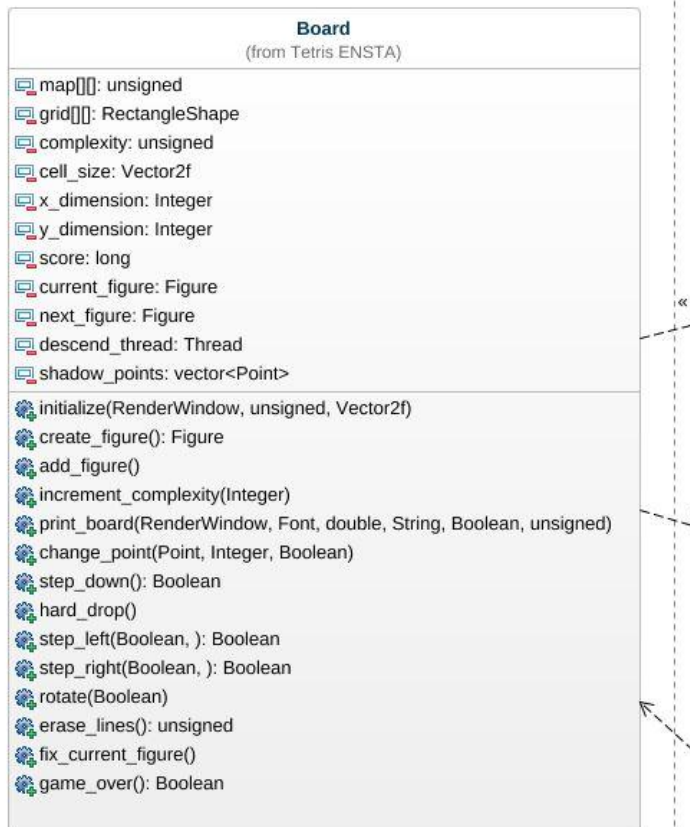 Board
(from Tetris ENSTA)
map[][]: unsigned
grid[][]: RectangleShape
complexity: unsigned
cell_size: Vector2f
x_dimension: Integer
y_dimension: Integer
score: long
current_figure: Figure
next_figure: Figure
«
descend_thread: Thread
shadow_points: vector<Point>
initialize(RenderWindow, unsigned, Vector2f)
create_figure(): Figure
add_figure()
increment_complexity(Integer)
print_board(RenderWindow, Font, double, String, Boolean, unsigned)
change_point(Point, Integer, Boolean)
step_down(): Boolean
hard_drop()
step_left(Boolean, ): Boolean
step_right(Boolean, ): Boolean
rotate(Boolean)
erase_lines(): unsigned
fix_current_figure()
game_over(): Boolean